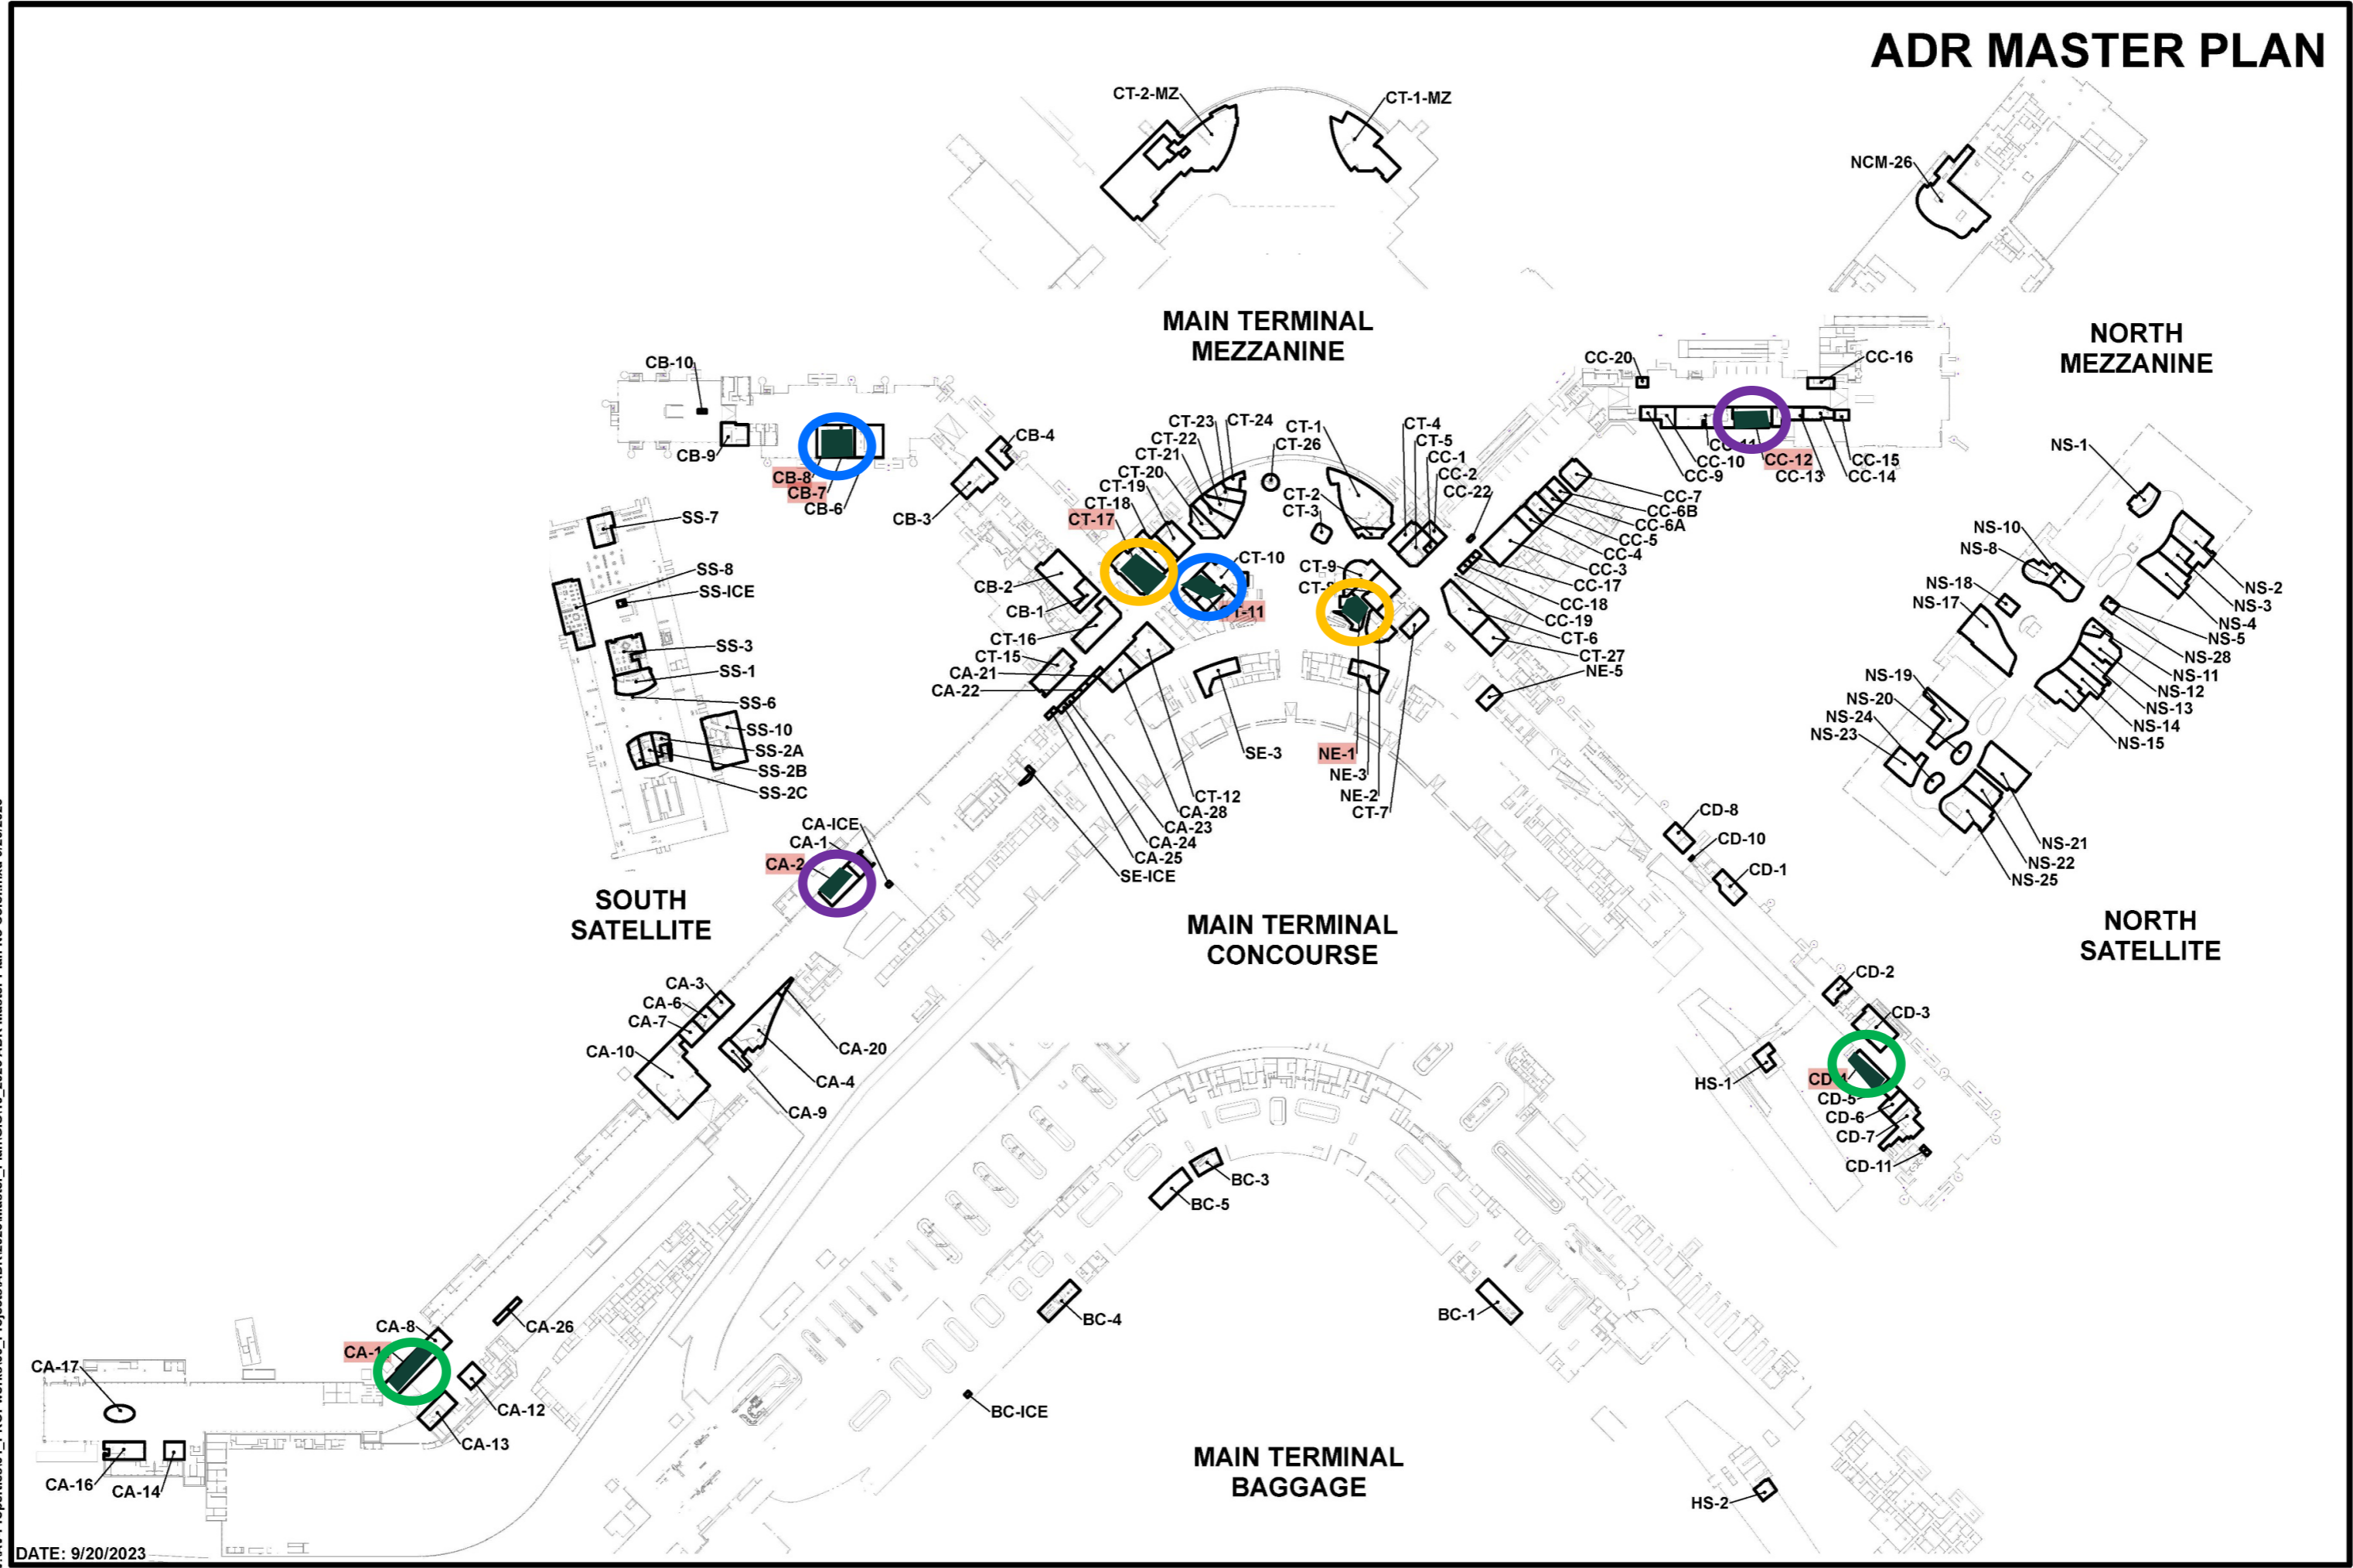 ADR MASTER PLAN
CT-2-MZ
CT-1-MZ
NCM-26
MAIN TERMINAL
MEZZANINE
NORTH
MEZZANINE
CB-10
CB-9
CB-8
CB-7
CB-6
CB-4
CB-3
CB-2
CB-1
CT-24
CT-23
CT-22
CT-21
CT-20
CT-19
CT-18
CT-17
CT-16
CT-15
CA-21
CA-22
CT-1
CT-26
CT-2
CT-3
CT-10
CT-11
CT-9
CT-4
CT-5
CC-1
CC-2
CC-22
CC-20
CC-16
CC-12
CC-10
CC-9
CC-13
CC-15
CC-14
CC-7
CC-6B
CC-6A
CC-5
CC-4
CC-3
CC-17
CC-18
CC-19
CT-6
CT-27
NE-5
SS-7
SS-8
SS-ICE
SS-3
SS-1
SS-6
SS-10
SS-2A
SS-2B
SS-2C
SOUTH
SATELLITE
SE-3
NE-1
NE-3
NE-2
CT-7
CT-12
CA-28
CA-23
CA-24
CA-25
SE-ICE
CA-ICE
CA-1
CA-2
MAIN TERMINAL
CONCOURSE
NS-1
NS-10
NS-8
NS-18
NS-17
NS-2
NS-3
NS-4
NS-5
NS-28
NS-11
NS-12
NS-13
NS-14
NS-15
NS-19
NS-20
NS-24
NS-23
NS-21
NS-22
NS-25
NORTH
SATELLITE
CD-8
CD-10
CD-1
CD-2
CD-3
CD-5
CD-6
CD-7
CD-11
HS-1
CA-3
CA-6
CA-7
CA-10
CA-20
CA-4
CA-9
BC-3
BC-5
BC-4
BC-1
BC-ICE
CA-26
CA-8
CA-12
CA-13
CA-17
CA-16
CA-14
MAIN TERMINAL
BAGGAGE
HS-2
DATE: 9/20/2023